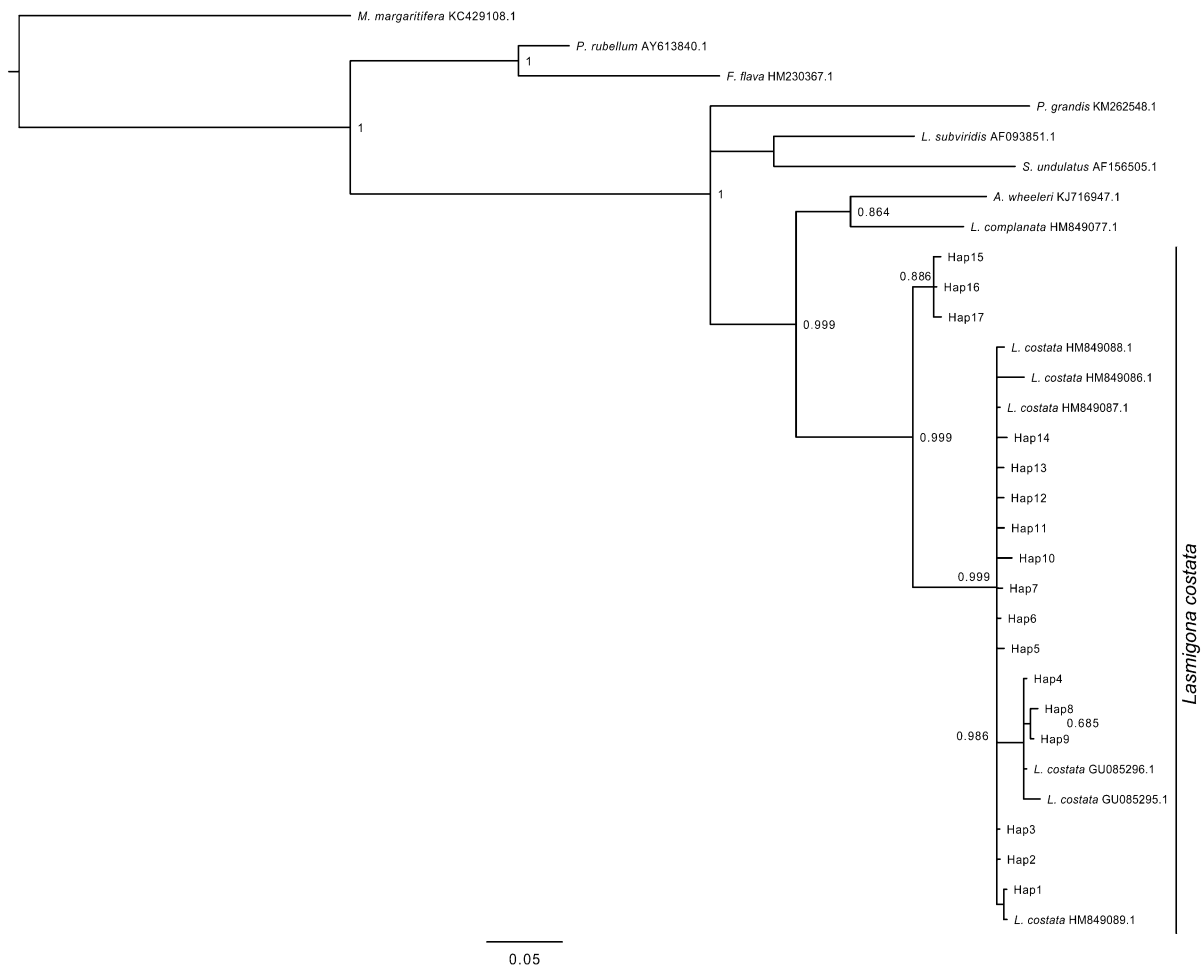 M. margaritifera KC429108.1
P. rubellum AY613840.1
1
F. flava HM230367.1
P. grandis KM262548.1
1
L. subviridis AF093851.1
S. undulatus AF156505.1
1
A. wheeleri KJ716947.1
0.864
L. complanata HM849077.1
Hap15
0.886
Hap16
Hap17
0.999
L. costata HM849088.1
L. costata HM849086.1
L. costata HM849087.1
0.999
Hap14
Hap13
Hap12
Hap11
Hap10
0.999
Hap7
Hap6
Hap5
Lasmigona costata
Hap4
Hap8
0.685
0.986
Hap9
L. costata GU085296.1
L. costata GU085295.1
Hap3
Hap2
Hap1
L. costata HM849089.1
0.05